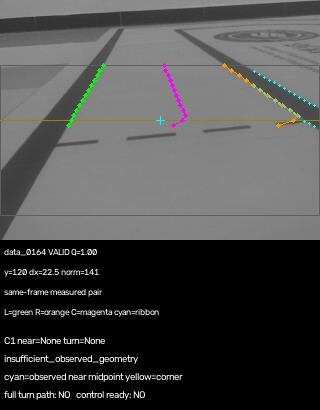 data_0164 VALID Q=1.00
y=120 dx=22.5 norm=141
same-frame measured pair
L=green R=orange C=magenta cyan=ribbon
C1 near=None turn=None
insufficient_observed_geometry
cyan=observed near midpoint yellow=corner
full turn path: NO control ready: NO